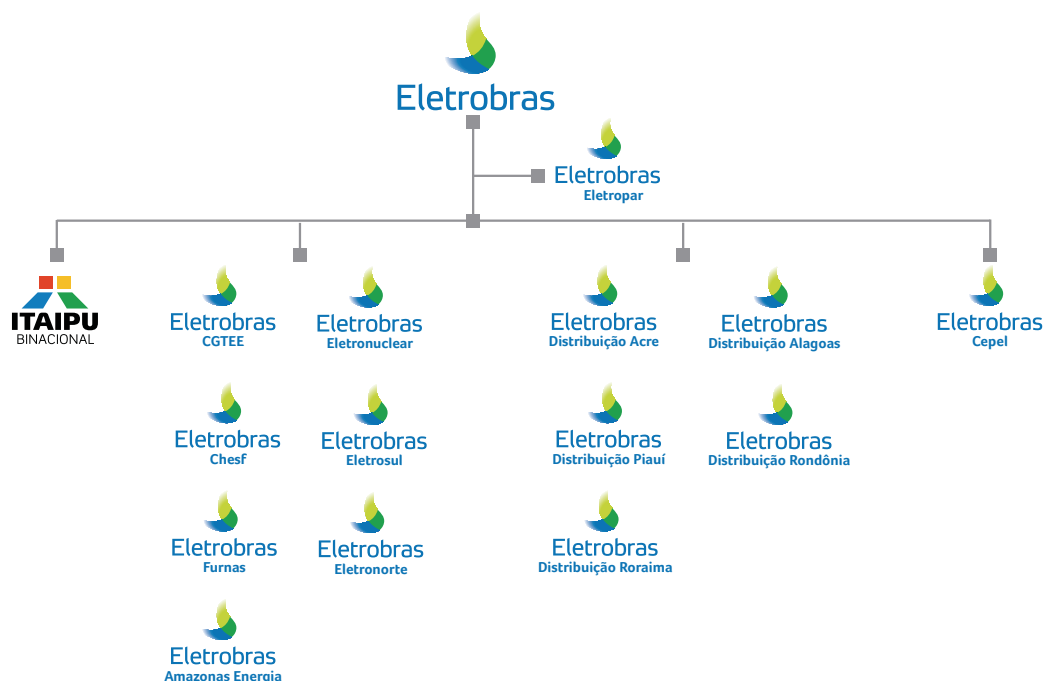 Eletrobras
Eletrobras
Eletropar
ITAIPU
BINACIONAL
Eletrobras
CGTEE
Eletrobras
Eletronuclear
Eletrobras
Distribuição Acre
Eletrobras
Distribuição Alagoas
Eletrobras
Cepel
Eletrobras
Chesf
Eletrobras
Eletrosul
Eletrobras
Distribuição Piauí
Eletrobras
Distribuição Rondônia
Eletrobras
Furnas
Eletrobras
Eletronorte
Eletrobras
Distribuição Roraima
Eletrobras
Amazonas Energia